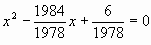 x² − 1984/1978 x + 6/1978 = 0